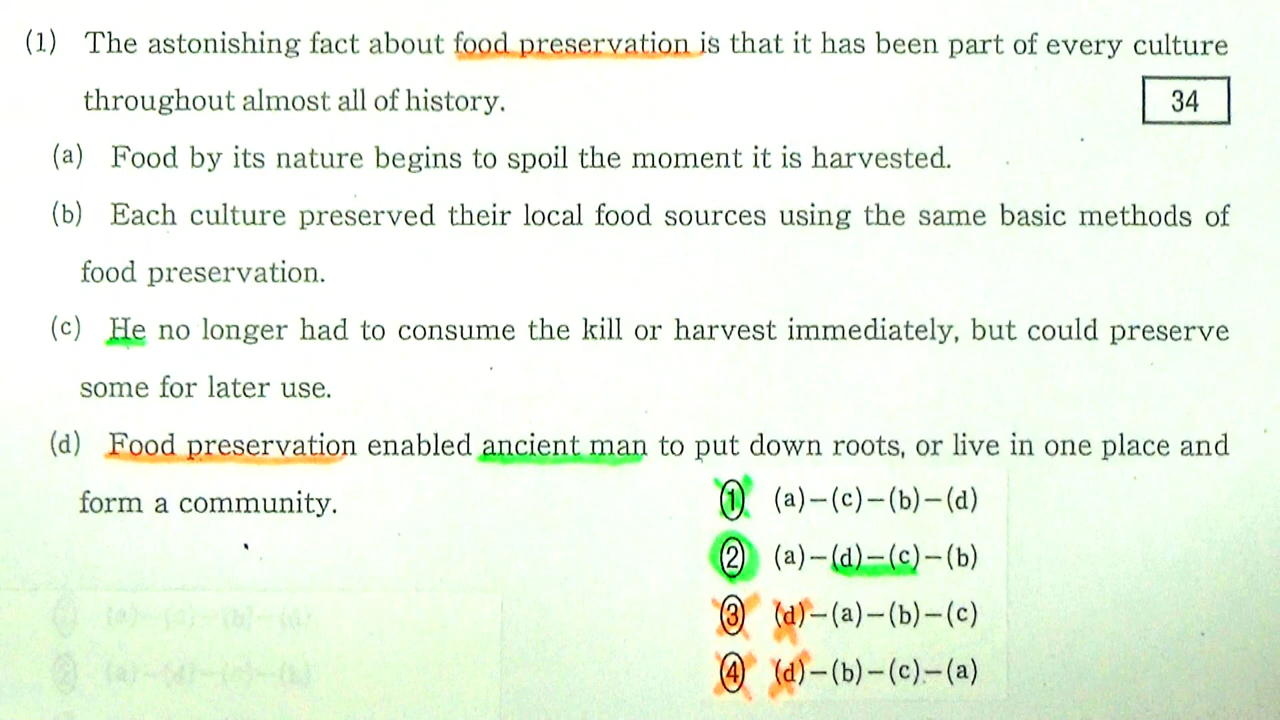 (1) The astonishing fact about food preservation is that it has been part of every culture
throughout almost all of history.
34
(a) Food by its nature begins to spoil the moment it is harvested.
(b) Each culture preserved their local food sources using the same basic methods of
food preservation.
(c) He no longer had to consume the kill or harvest immediately, but could preserve
some for later use.
(d) Food preservation enabled ancient man to put down roots, or live in one place and
form a community.
① (a)−(c)−(b)−(d)
② (a)−(d)−(c)−(b)
③ (d)−(a)−(b)−(c)
④ (d)−(b)−(c)−(a)
① (a)−(c)−(b)−(d)
② (a)−(d)−(c)−(b)